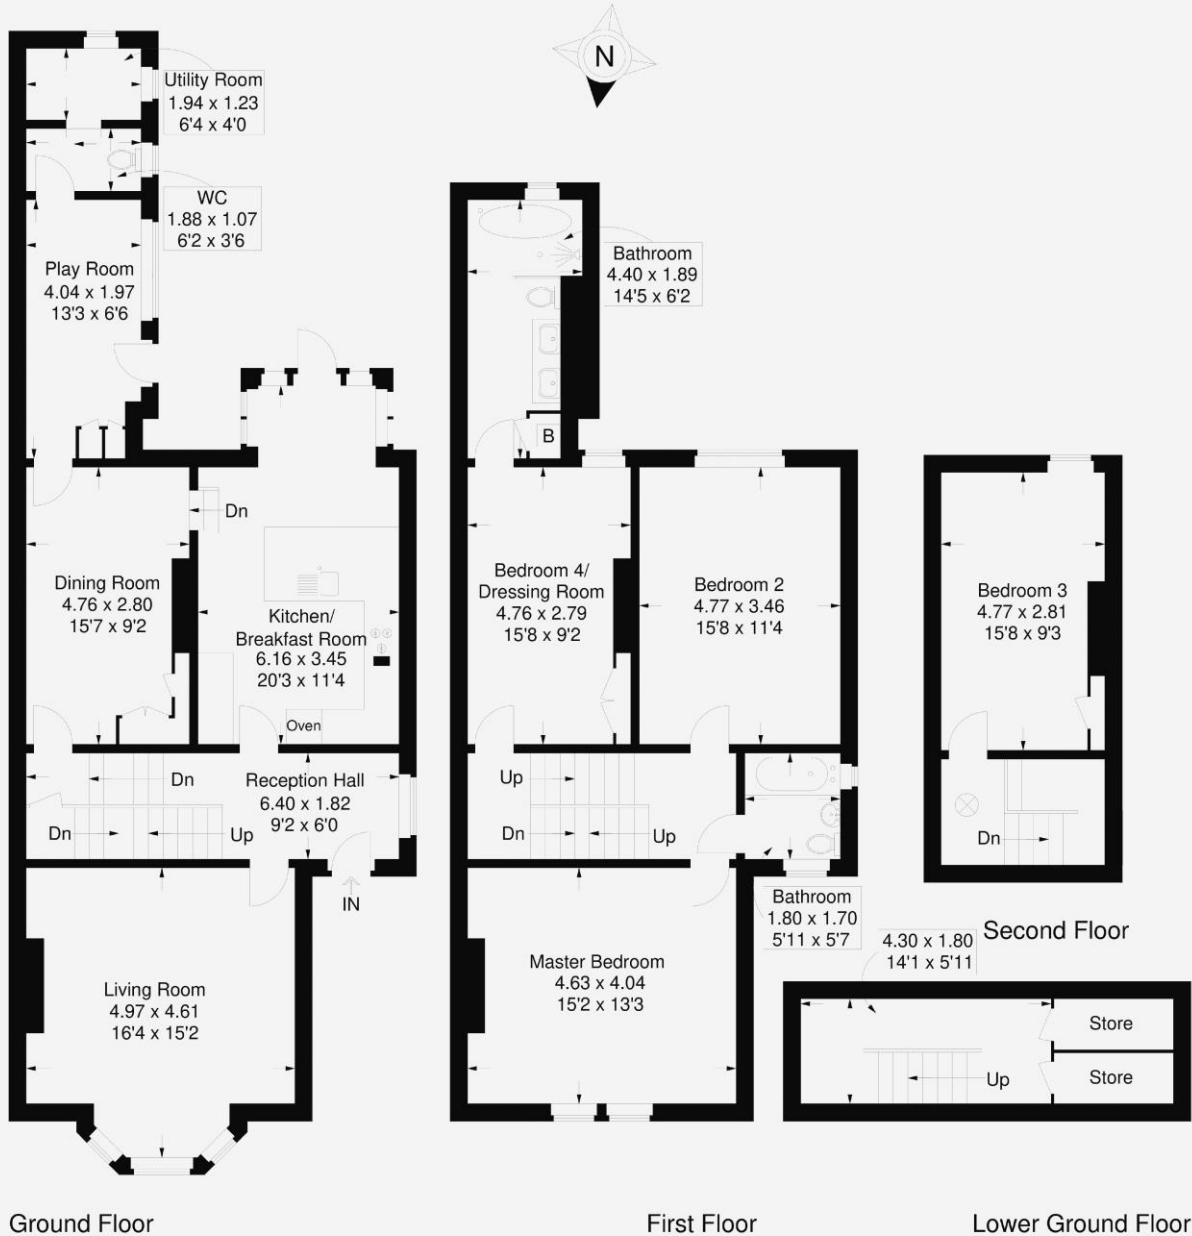 N
Utility Room
1.94 x 1.23
6'4 x 4'0
WC
1.88 x 1.07
6'2 x 3'6
Play Room
4.04 x 1.97
13'3 x 6'6
Dn
Dining Room
4.76 x 2.80
15'7 x 9'2
Kitchen/
Breakfast Room
6.16 x 3.45
20'3 x 11'4
Oven
Dn
Reception Hall
6.40 x 1.82
9'2 x 6'0
Dn
Up
IN
Living Room
4.97 x 4.61
16'4 x 15'2
Ground Floor
Bathroom
4.40 x 1.89
14'5 x 6'2
B
Bedroom 4/
Dressing Room
4.76 x 2.79
15'8 x 9'2
Bedroom 2
4.77 x 3.46
15'8 x 11'4
Up
Dn
Up
Bathroom
1.80 x 1.70
5'11 x 5'7
Master Bedroom
4.63 x 4.04
15'2 x 13'3
First Floor
Bedroom 3
4.77 x 2.81
15'8 x 9'3
Dn
Second Floor
4.30 x 1.80
14'1 x 5'11
Store
Store
Up
Lower Ground Floor